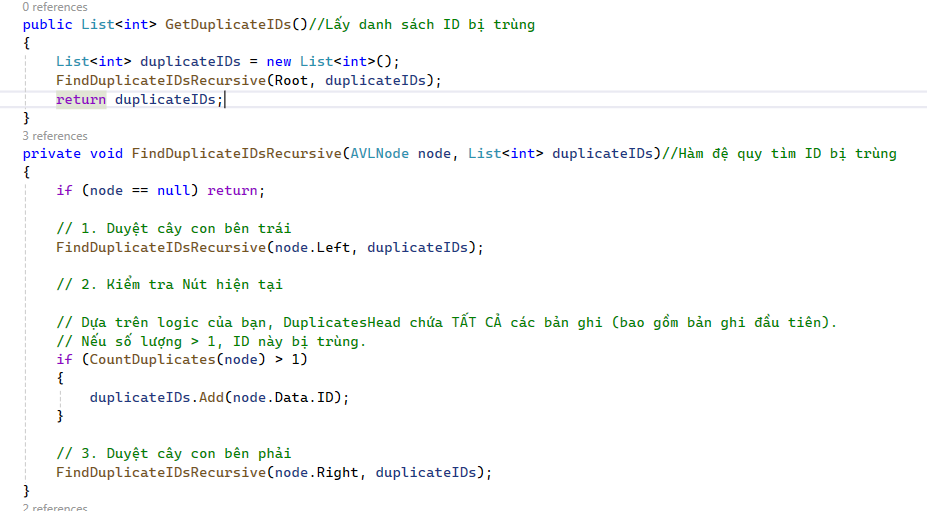 0 references
public List<int> GetDuplicateIDs()//Lấy danh sách ID bị trùng
{
    List<int> duplicateIDs = new List<int>();
    FindDuplicateIDsRecursive(Root, duplicateIDs);
    return duplicateIDs;
}
3 references
private void FindDuplicateIDsRecursive(AVLNode node, List<int> duplicateIDs)//Hàm đệ quy tìm ID bị trùng
{
    if (node == null) return;
    // 1. Duyệt cây con bên trái
    FindDuplicateIDsRecursive(node.Left, duplicateIDs);
    // 2. Kiểm tra Nút hiện tại
    // Dựa trên logic của bạn, DuplicatesHead chứa TẤT CẢ các bản ghi (bao gồm bản ghi đầu tiên).
    // Nếu số lượng > 1, ID này bị trùng.
    if (CountDuplicates(node) > 1)
    {
        duplicateIDs.Add(node.Data.ID);
    }
    // 3. Duyệt cây con bên phải
    FindDuplicateIDsRecursive(node.Right, duplicateIDs);
}
2 references